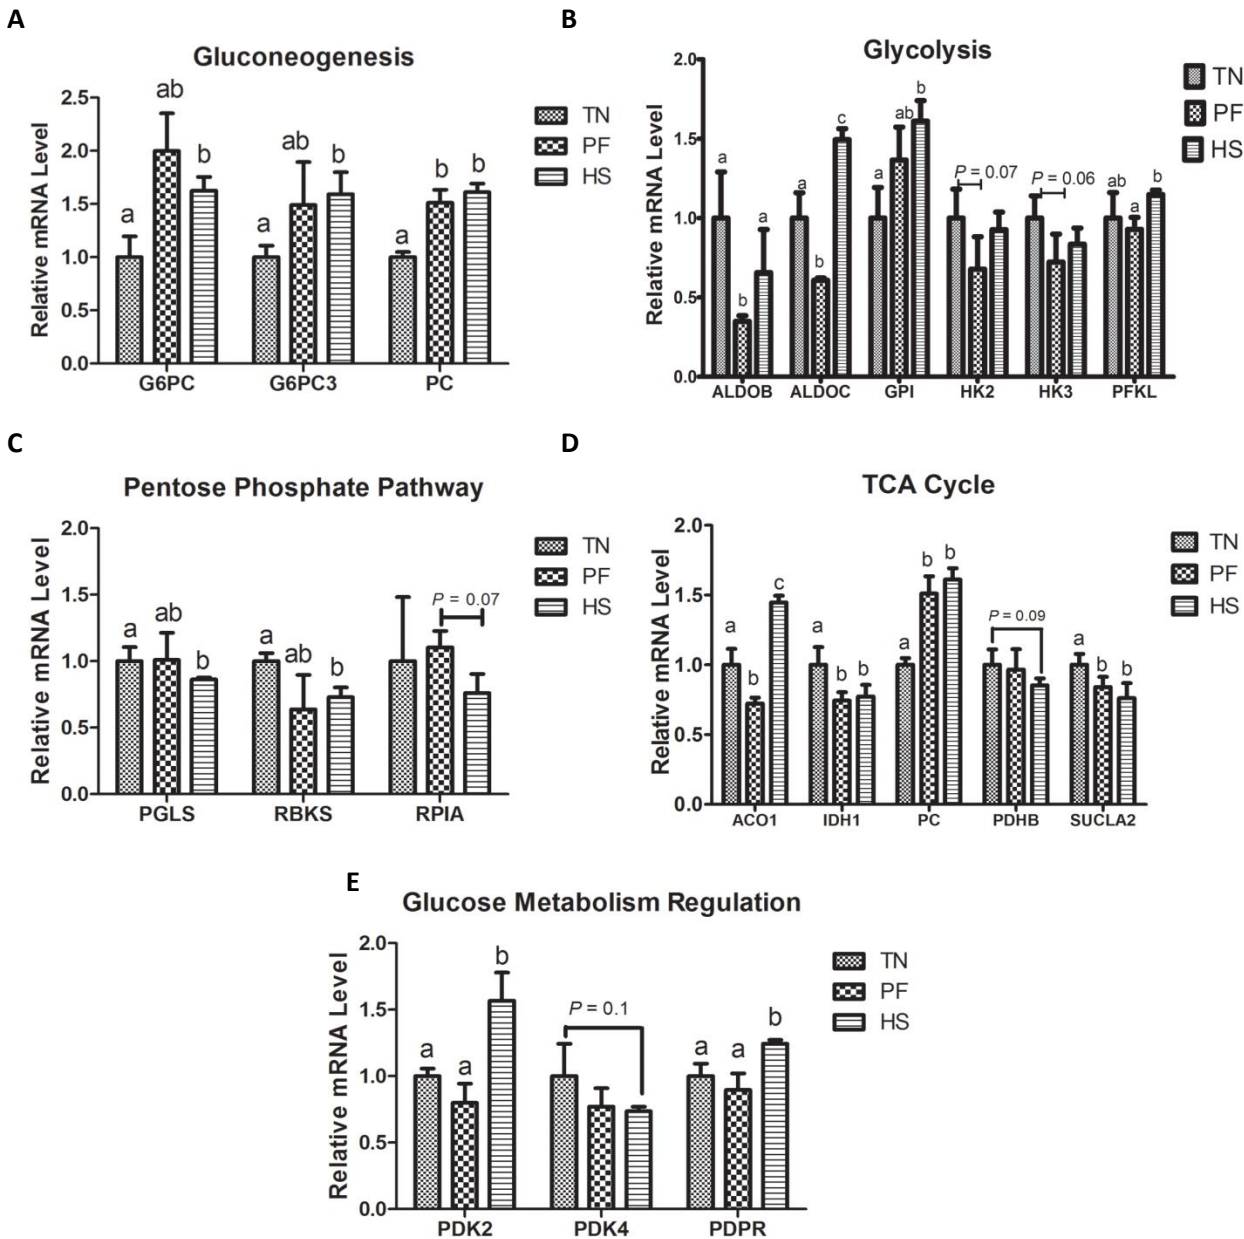 A
Gluconeogenesis
Relative mRNA Level
2.5
2.0
1.5
1.0
0.5
0.0
a ab b
a ab b
a b b
G6PC G6PC3 PC
TN
PF
HS
B
Glycolysis
Relative mRNA Level
2.0
1.5
1.0
0.5
0.0
a b a
a b c
a ab b
P = 0.07
P = 0.06
ab a b
ALDOB ALDOC GPI HK2 HK3 PFKL
TN
PF
HS
C
Pentose Phosphate Pathway
Relative mRNA Level
2.0
1.5
1.0
0.5
0.0
a ab b
a ab b
P = 0.07
PGLS RBKS RPIA
TN
PF
HS
D
TCA Cycle
Relative mRNA Level
2.0
1.5
1.0
0.5
0.0
a b c
a b b
a b b
P = 0.09
a b b
ACO1 IDH1 PC PDHB SUCLA2
TN
PF
HS
E
Glucose Metabolism Regulation
Relative mRNA Level
2.0
1.5
1.0
0.5
0.0
a a b
P = 0.1
a a b
PDK2 PDK4 PDPR
TN
PF
HS